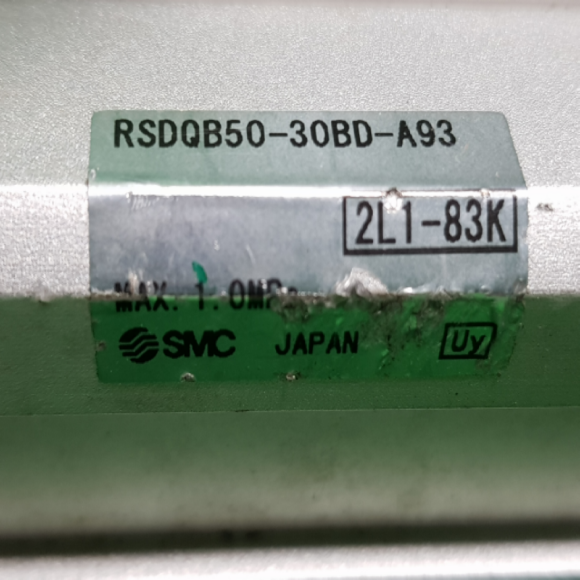 RSDQB50-30BD-A93
2L1-83K
MAX. 1.0MPa
SMC JAPAN Uy